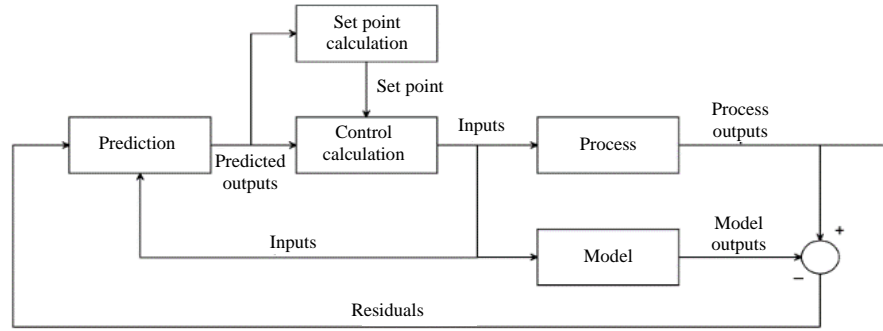 Set point
calculation
Set point
Prediction
Predicted
outputs
Control
calculation
Inputs
Process
Process
outputs
Inputs
Model
Model
outputs
+
−
Residuals